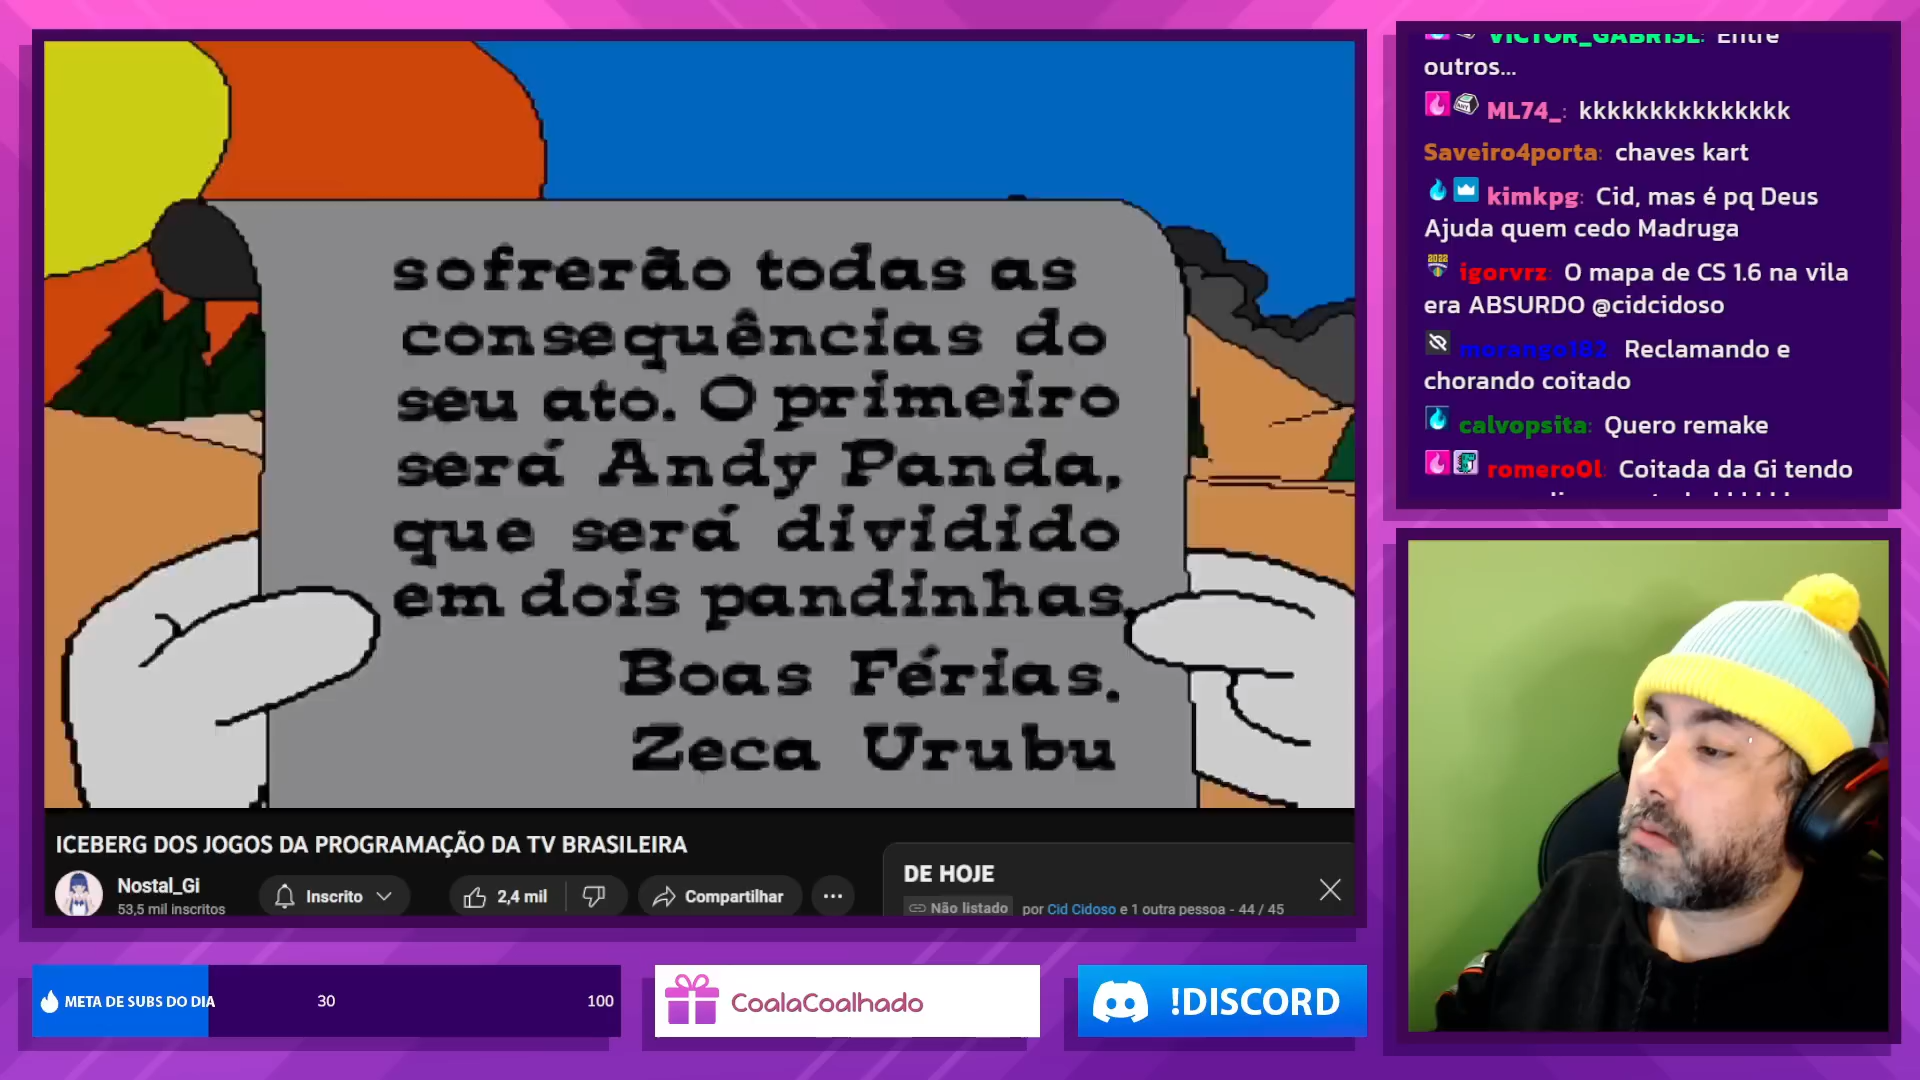 sofrerão todas as
consequências do
seu ato. O primeiro
será Andy Panda,
que será dividido
em dois pandinhas.
Boas Férias.
Zeca Urubu
ICEBERG DOS JOGOS DA PROGRAMAÇÃO DA TV BRASILEIRA
Nostal_Gi
53,5 mil inscritos
Inscrito
2,4 mil
Compartilhar
DE HOJE
Não listado por Cid Cidoso e 1 outra pessoa - 44 / 45
META DE SUBS DO DIA 30 100
CoalaCoalhado
!DISCORD
VICTOR_GABR1SL: Entre
outros...
ML74_: kkkkkkkkkkkkkkk
Saveiro4porta: chaves kart
kimkpg: Cid, mas é pq Deus
Ajuda quem cedo Madruga
2022
igorvrz: O mapa de CS 1.6 na vila
era ABSURDO @cidcidoso
morango182: Reclamando e
chorando coitado
calvopsita: Quero remake
romero0l: Coitada da Gi tendo